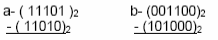 a- ( 11101 )₂ b- (001100)₂
- ( 11010)₂ - (101000)₂